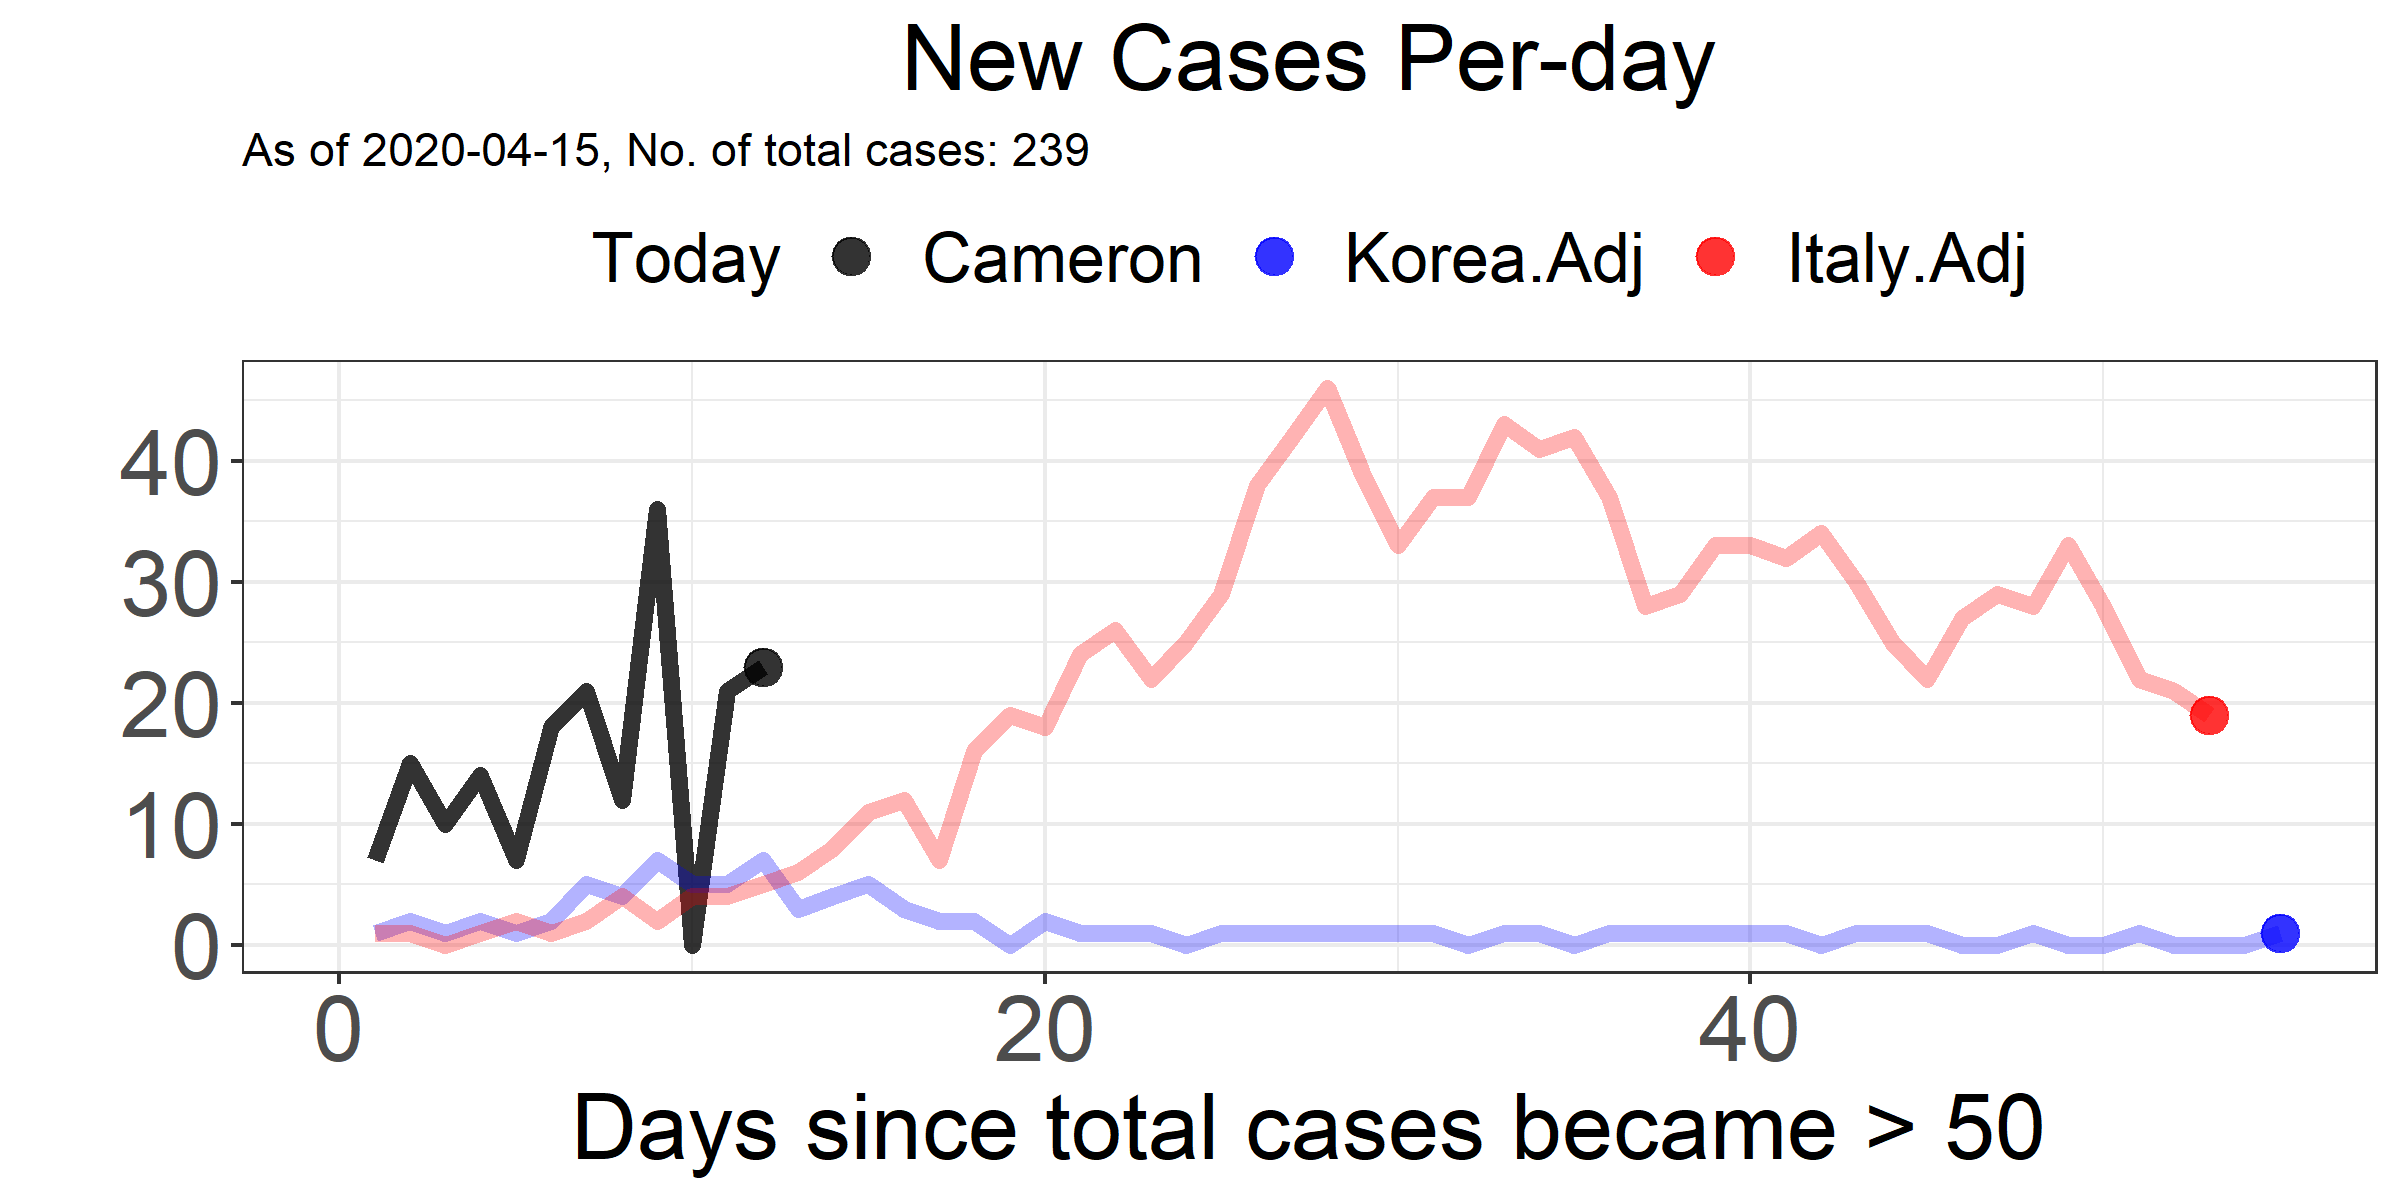 New Cases Per-day
As of 2020-04-15, No. of total cases: 239
Today Cameron Korea.Adj Italy.Adj
40
30
20
10
0
0 20 40
Days since total cases became > 50